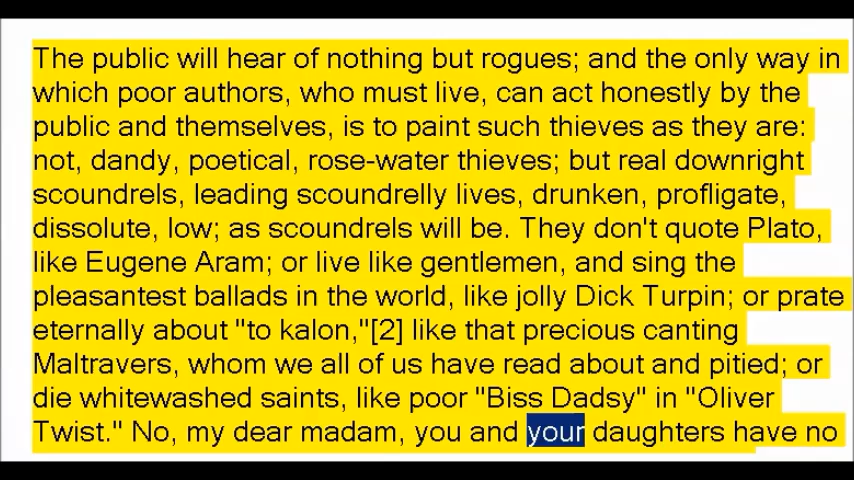 The public will hear of nothing but rogues; and the only way in
which poor authors, who must live, can act honestly by the
public and themselves, is to paint such thieves as they are:
not, dandy, poetical, rose-water thieves; but real downright
scoundrels, leading scoundrelly lives, drunken, profligate,
dissolute, low; as scoundrels will be. They don't quote Plato,
like Eugene Aram; or live like gentlemen, and sing the
pleasantest ballads in the world, like jolly Dick Turpin; or prate
eternally about "to kalon,"[2] like that precious canting
Maltravers, whom we all of us have read about and pitied; or
die whitewashed saints, like poor "Biss Dadsy" in "Oliver
Twist." No, my dear madam, you and your daughters have no